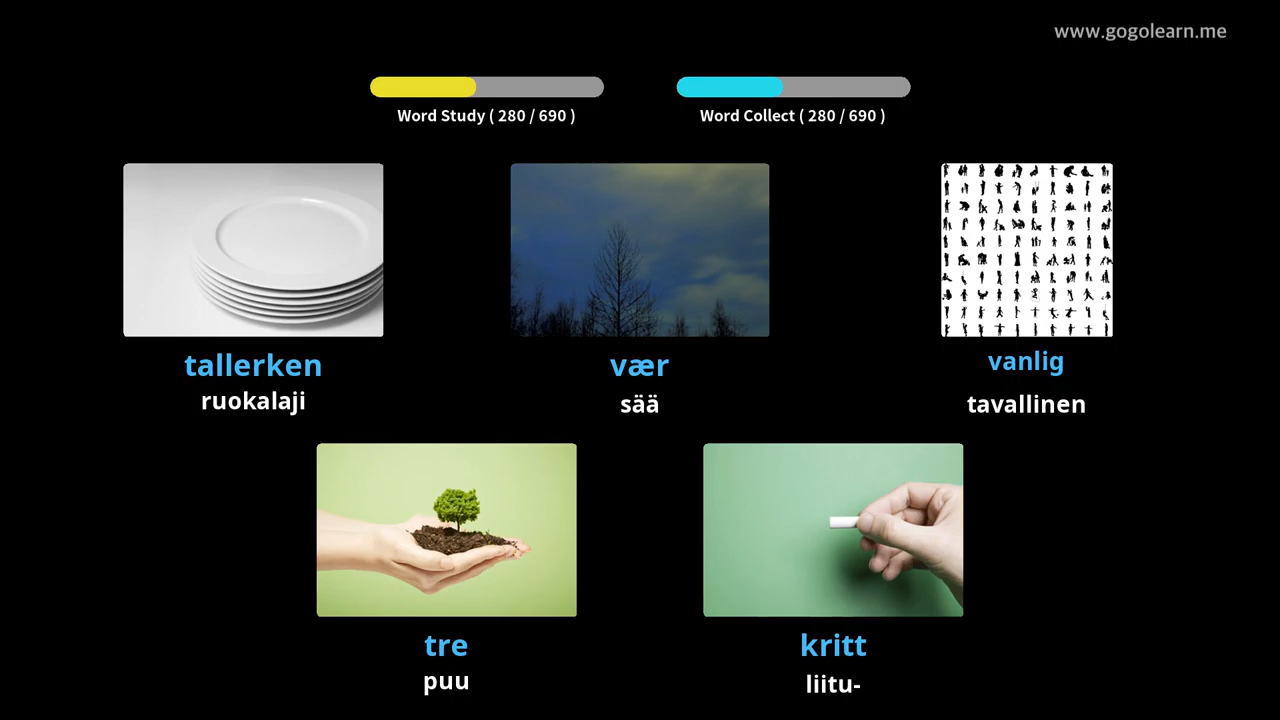 www.gogolearn.me
Word Study ( 280 / 690 )
Word Collect ( 280 / 690 )
tallerken
ruokalaji
vær
sää
vanlig
tavallinen
tre
puu
kritt
liitu-